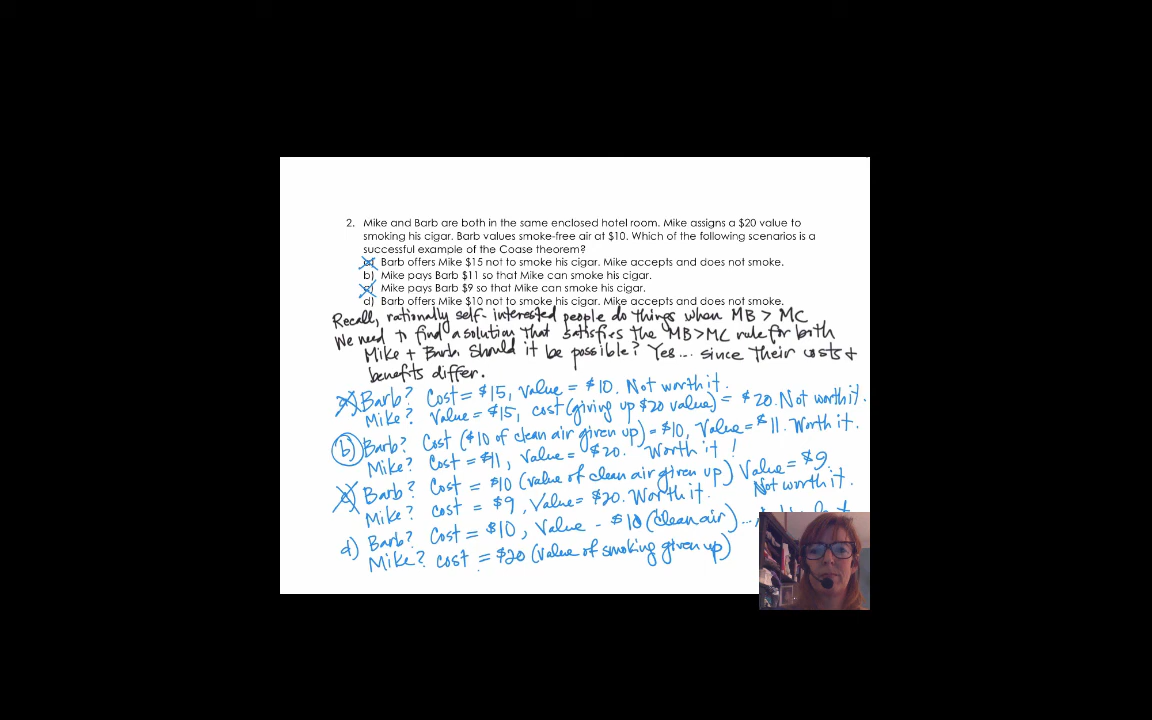 2. Mike and Barb are both in the same enclosed hotel room. Mike assigns a $20 value to
smoking his cigar. Barb values smoke-free air at $10. Which of the following scenarios is a
successful example of the Coase theorem?
a) Barb offers Mike $15 not to smoke his cigar. Mike accepts and does not smoke.
b) Mike pays Barb $11 so that Mike can smoke his cigar.
c) Mike pays Barb $9 so that Mike can smoke his cigar.
d) Barb offers Mike $10 not to smoke his cigar. Mike accepts and does not smoke.
Recall, rationally self-interested people do things when MB > MC
We need to find a solution that satisfies the MB>MC rule for both
Mike + Barb. Should it be possible? Yes... since their costs +
benefits differ.
a) Barb? Cost = $15, Value = $10. Not worth it.
Mike? Value = $15, cost (giving up $20 value) = $20. Not worth it.
b) Barb? Cost ($10 of clean air given up) = $10, Value = $11. Worth it.
Mike? Cost = $11, Value = $20. Worth it!
c) Barb? Cost = $10 (value of clean air given up) Value = $9. Not worth it.
Mike? cost = $9, Value = $20. Worth it.
d) Barb? Cost = $10, Value - $10 (clean air) ...
Mike? cost = $20 (value of smoking given up)